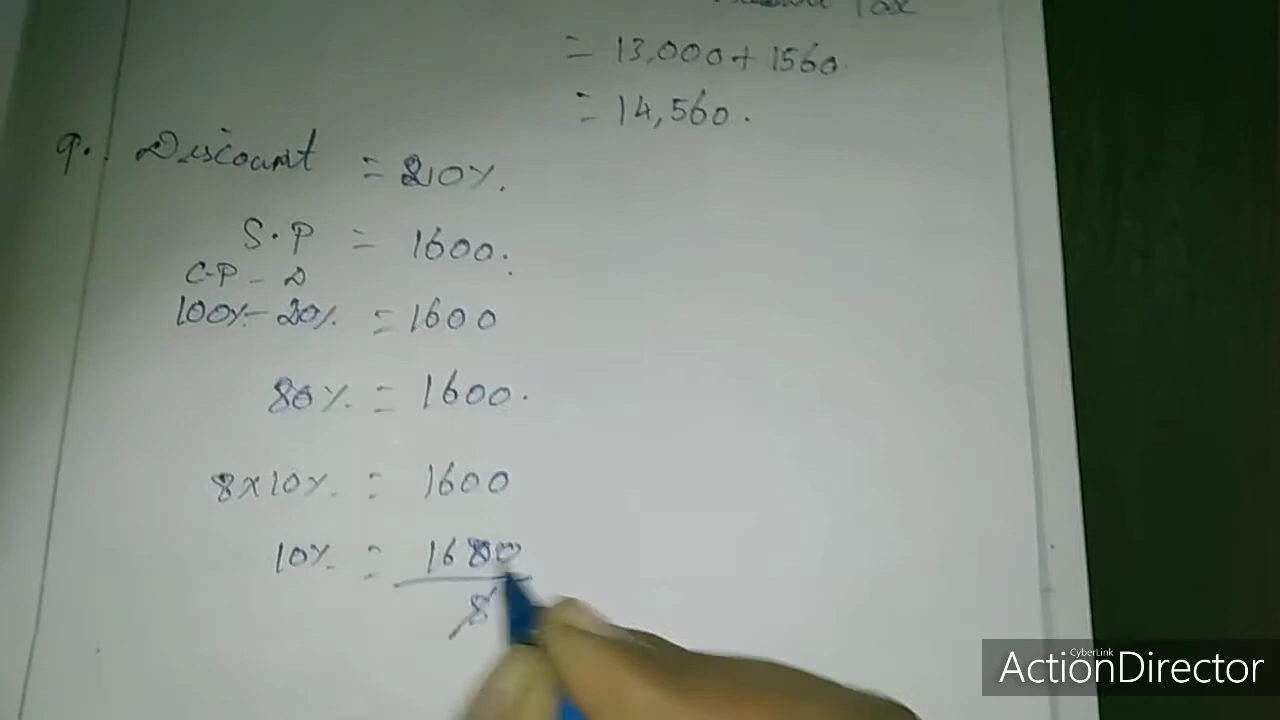 = 13,000 + 1560.
= 14,560.
9. Discount = 20%.
S.P = 1600.
C-P - D
100% - 20% = 1600
80% = 1600.
8x10% = 1600
10% = 1600
8
CyberLink
ActionDirector